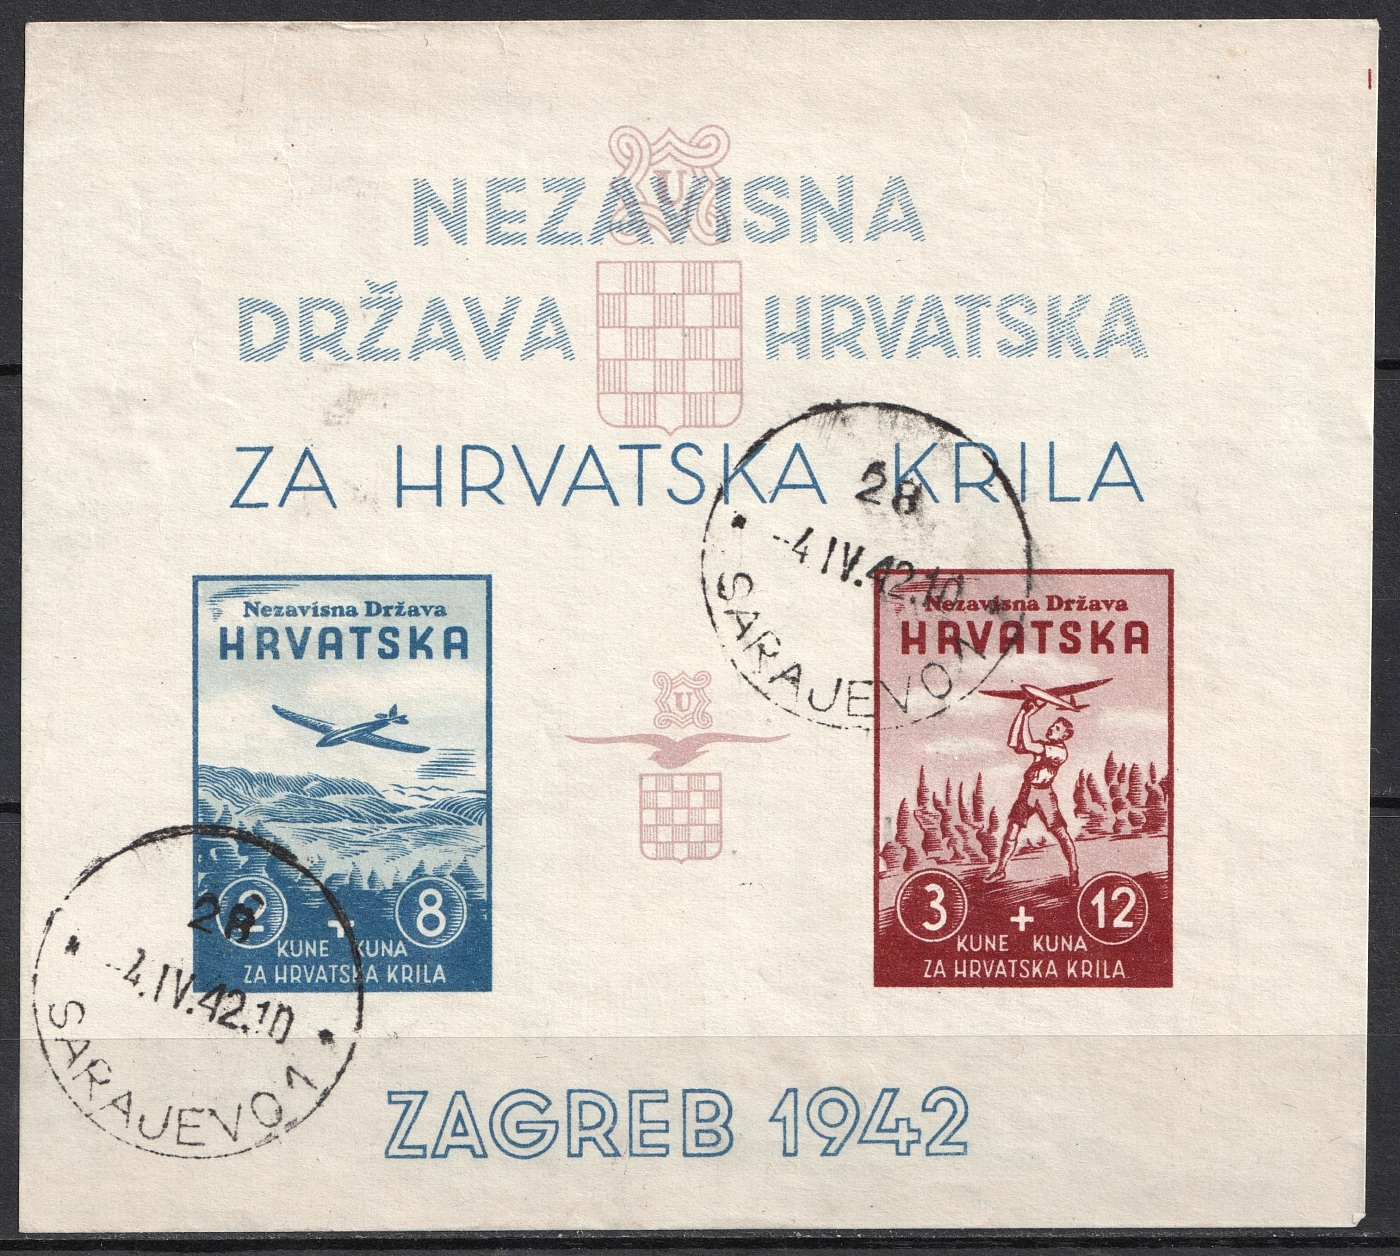 U
NEZAVISNA
DRŽAVA HRVATSKA
ZA HRVATSKA KRILA
28
-4.IV.42.10
SARAJEVO 1
Nezavisna Država
HRVATSKA
2 + 8
KUNE KUNA
ZA HRVATSKA KRILA
U
Nezavisna Država
HRVATSKA
3 + 12
KUNE KUNA
ZA HRVATSKA KRILA
28
-4.IV.42.10
SARAJEVO 1
ZAGREB 1942